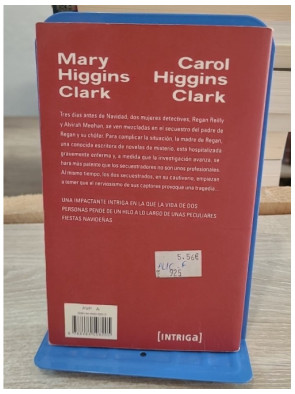 Mary
Higgins
Clark
Carol
Higgins
Clark
Tres días antes de Navidad, dos mujeres detectives, Regan Reilly
y Alvirah Meehan, se ven mezcladas en el secuestro del padre de
Regan y su chófer. Para complicar la situación, la madre de Regan,
una conocida escritora de novelas de misterio, está hospitalizada
gravemente enferma y, a medida que la investigación avanza, se
hará más patente que los secuestradores no son unos profesionales.
Al mismo tiempo, los dos secuestrados, en su cautiverio, empiezan
a temer que el nerviosismo de sus captores provoque una tragedia...
UNA IMPACTANTE INTRIGA EN LA QUE LA VIDA DE DOS
PERSONAS PENDE DE UN HILO A LO LARGO DE UNAS PECULIARES
FIESTAS NAVIDEÑAS
5.56€
225
[INTRIGa]